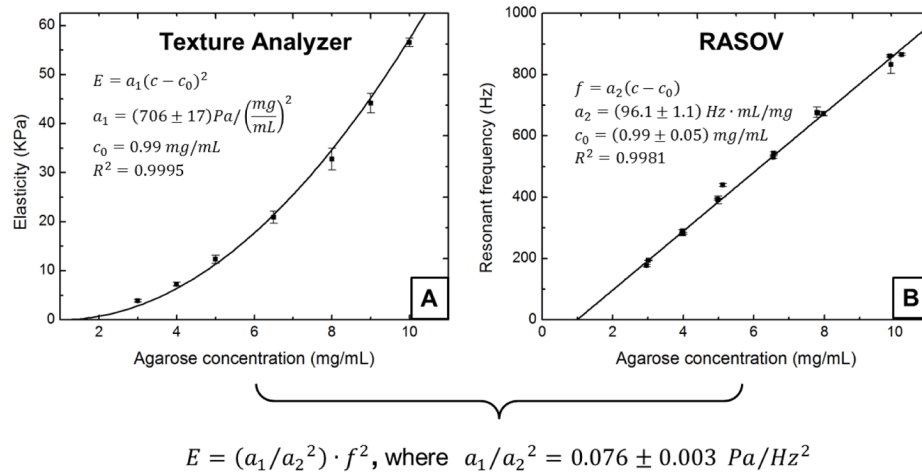 Texture Analyzer
E = a₁(c − c₀)²
a₁ = (706 ± 17)Pa/(mg/mL)²
c₀ = 0.99 mg/mL
R² = 0.9995
Elasticity (KPa)
60
50
40
30
20
10
0
2 4 6 8 10
Agarose concentration (mg/mL)
A
RASOV
f = a₂(c − c₀)
a₂ = (96.1 ± 1.1) Hz · mL/mg
c₀ = (0.99 ± 0.05) mg/mL
R² = 0.9981
Resonant frequency (Hz)
1000
800
600
400
200
0
0 2 4 6 8 10
Agarose concentration (mg/mL)
B
E = (a₁/a₂²) · f², where a₁/a₂² = 0.076 ± 0.003 Pa/Hz²